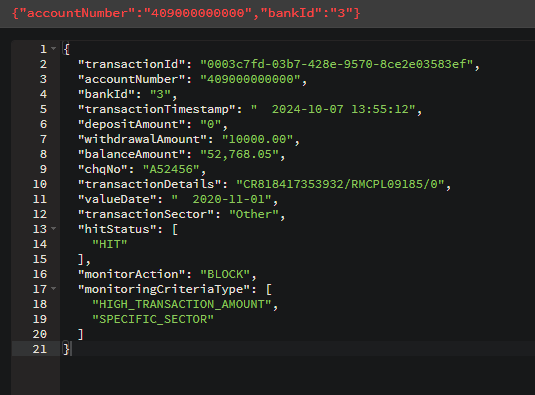 {"accountNumber":"409000000000","bankId":"3"}
1 {
2 "transactionId": "0003c7fd-03b7-428e-9570-8ce2e03583ef",
3 "accountNumber": "409000000000",
4 "bankId": "3",
5 "transactionTimestamp": "  2024-10-07 13:55:12",
6 "depositAmount": "0",
7 "withdrawalAmount": "10000.00",
8 "balanceAmount": "52,768.05",
9 "chqNo": "A52456",
10 "transactionDetails": "CR818417353932/RMCPL09185/0",
11 "valueDate": "  2020-11-01",
12 "transactionSector": "Other",
13 "hitStatus": [
14 "HIT"
15 ],
16 "monitorAction": "BLOCK",
17 "monitoringCriteriaType": [
18 "HIGH_TRANSACTION_AMOUNT",
19 "SPECIFIC_SECTOR"
20 ]
21 }